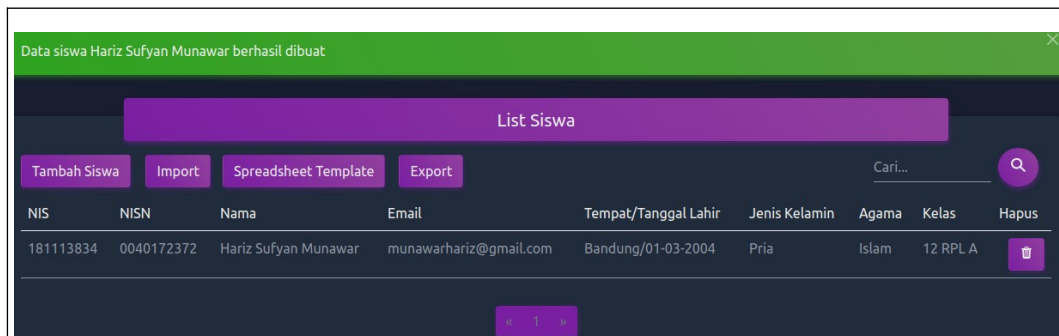 Data siswa Hariz Sufyan Munawar berhasil dibuat ×
List Siswa
Tambah Siswa Import Spreadsheet Template Export Cari...
NIS NISN Nama Email Tempat/Tanggal Lahir Jenis Kelamin Agama Kelas Hapus
181113834 0040172372 Hariz Sufyan Munawar munawarhariz@gmail.com Bandung/01-03-2004 Pria Islam 12 RPL A
« 1 »